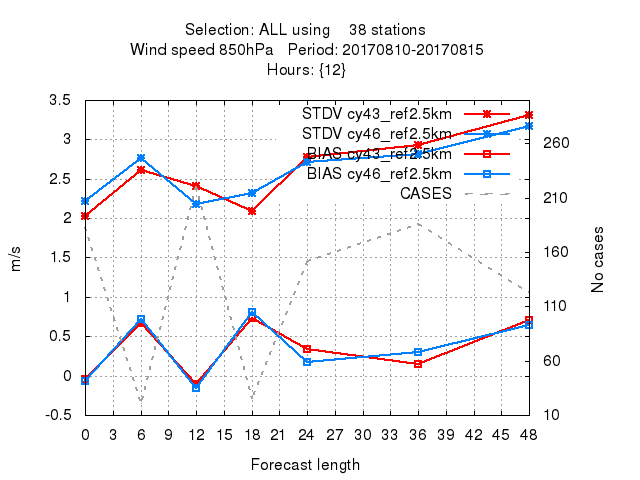 Selection: ALL using 38 stations
Wind speed 850hPa Period: 20170810-20170815
Hours: {12}
STDV cy43_ref2.5km
STDV cy46_ref2.5km
BIAS cy43_ref2.5km
BIAS cy46_ref2.5km
CASES
3.5
3
2.5
2
1.5
1
0.5
0
-0.5
m/s
260
210
160
110
60
10
No cases
0 3 6 9 12 15 18 21 24 27 30 33 36 39 42 45 48
Forecast length